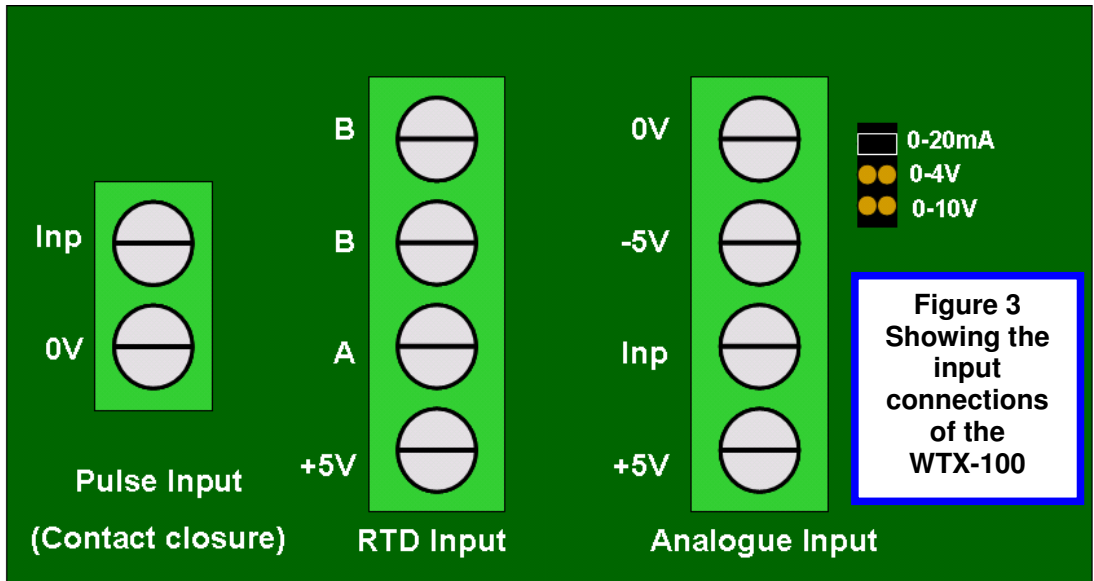 Inp
0V
Pulse Input
(Contact closure)
B
B
A
+5V
RTD Input
0V
-5V
Inp
+5V
Analogue Input
0-20mA
0-4V
0-10V
Figure 3
Showing the
input
connections
of the
WTX-100